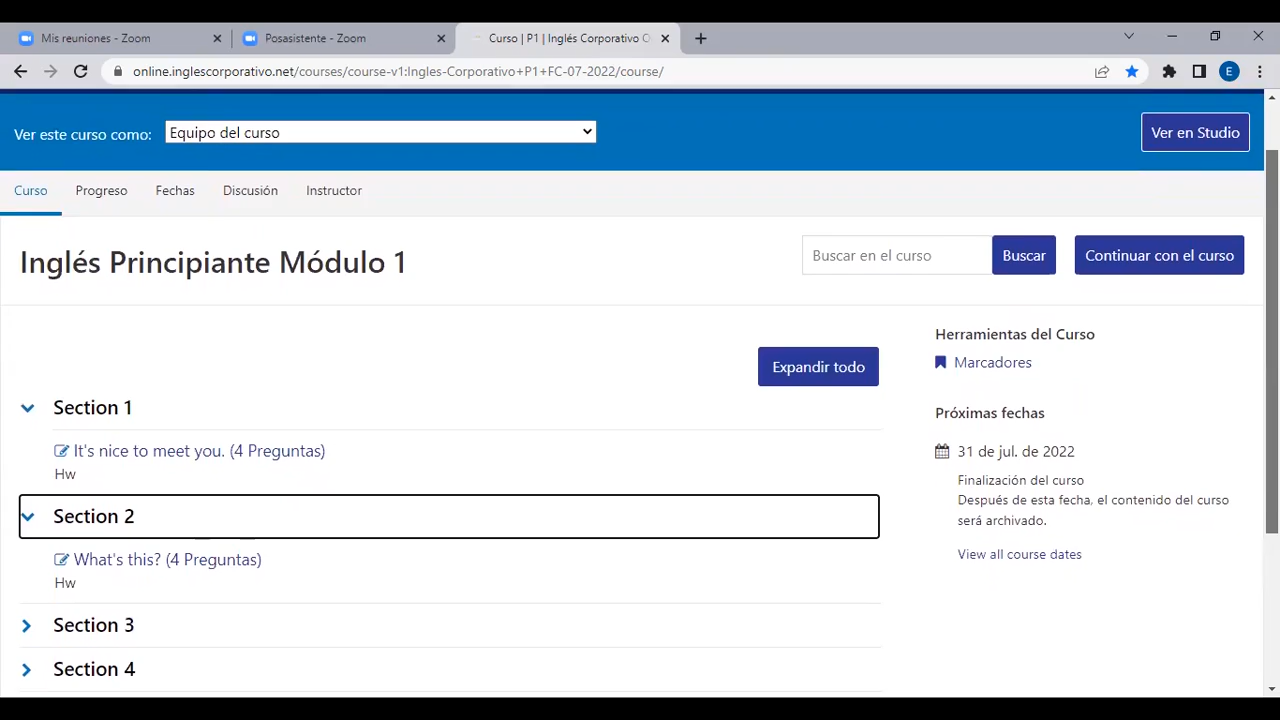 Mis reuniones - Zoom
Posasistente - Zoom
Curso | P1 | Inglés Corporativo O
online.inglescorporativo.net/courses/course-v1:Ingles-Corporativo+P1+FC-07-2022/course/
E
Ver este curso como:
Equipo del curso
Ver en Studio
Curso
Progreso
Fechas
Discusión
Instructor
Inglés Principiante Módulo 1
Buscar en el curso
Buscar
Continuar con el curso
Expandir todo
Section 1
It's nice to meet you. (4 Preguntas)
Hw
Section 2
What's this? (4 Preguntas)
Hw
Section 3
Section 4
Herramientas del Curso
Marcadores
Próximas fechas
31 de jul. de 2022
Finalización del curso
Después de esta fecha, el contenido del curso
será archivado.
View all course dates